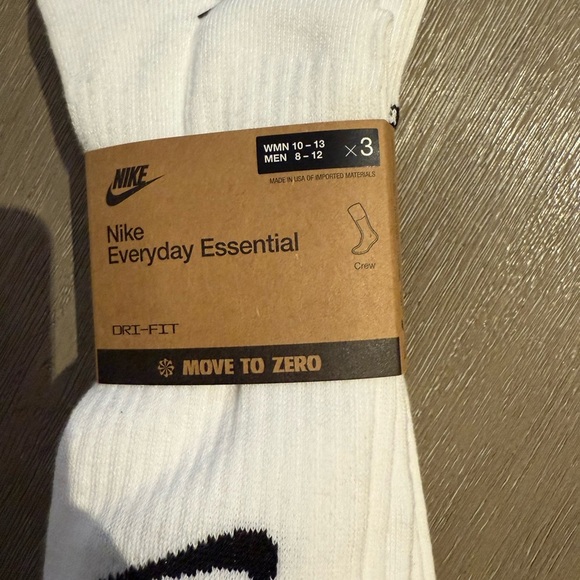 WMN 10 – 13
MEN 8 – 12
×3
MADE IN USA OF IMPORTED MATERIALS
NIKE
Nike
Everyday Essential
Crew
DRI-FIT
MOVE TO ZERO